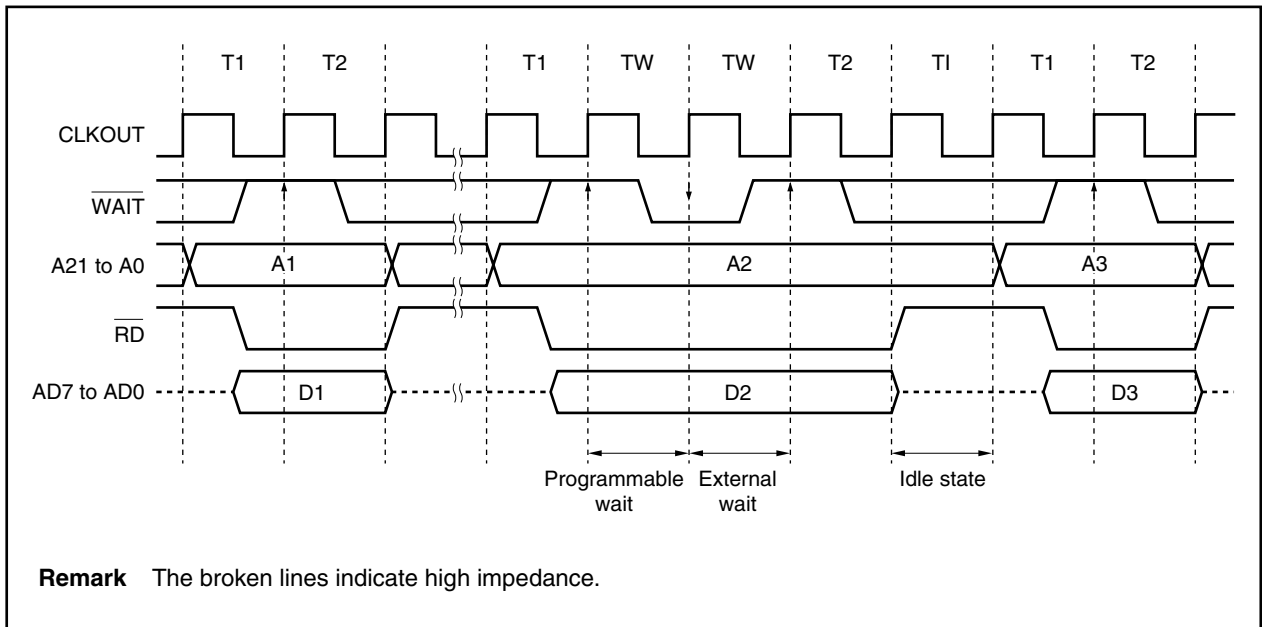 T1 T2 T1 TW TW T2 TI T1 T2
CLKOUT
WAIT
A21 to A0 A1 A2 A3
RD
AD7 to AD0 D1 D2 D3
Programmable wait
External wait
Idle state
Remark The broken lines indicate high impedance.